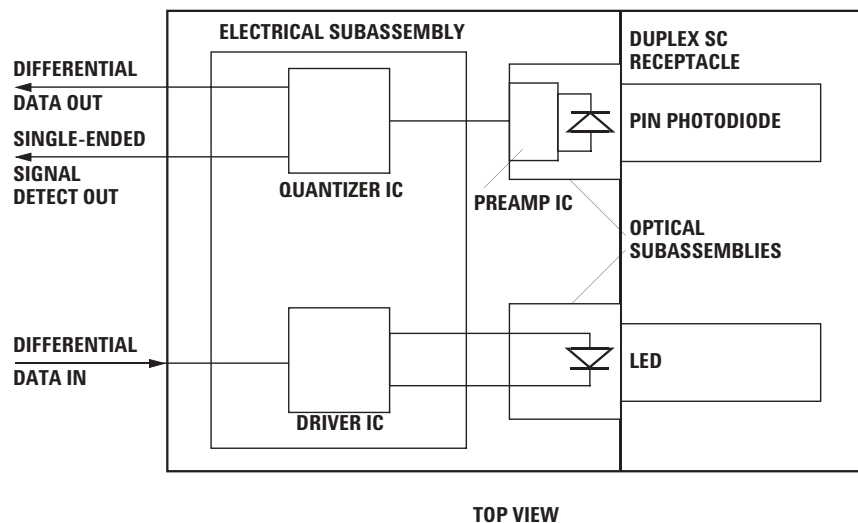 ELECTRICAL SUBASSEMBLY
DUPLEX SC
RECEPTACLE
DIFFERENTIAL
DATA OUT
SINGLE-ENDED
SIGNAL
DETECT OUT
QUANTIZER IC
PREAMP IC
PIN PHOTODIODE
OPTICAL
SUBASSEMBLIES
DIFFERENTIAL
DATA IN
DRIVER IC
LED
TOP VIEW